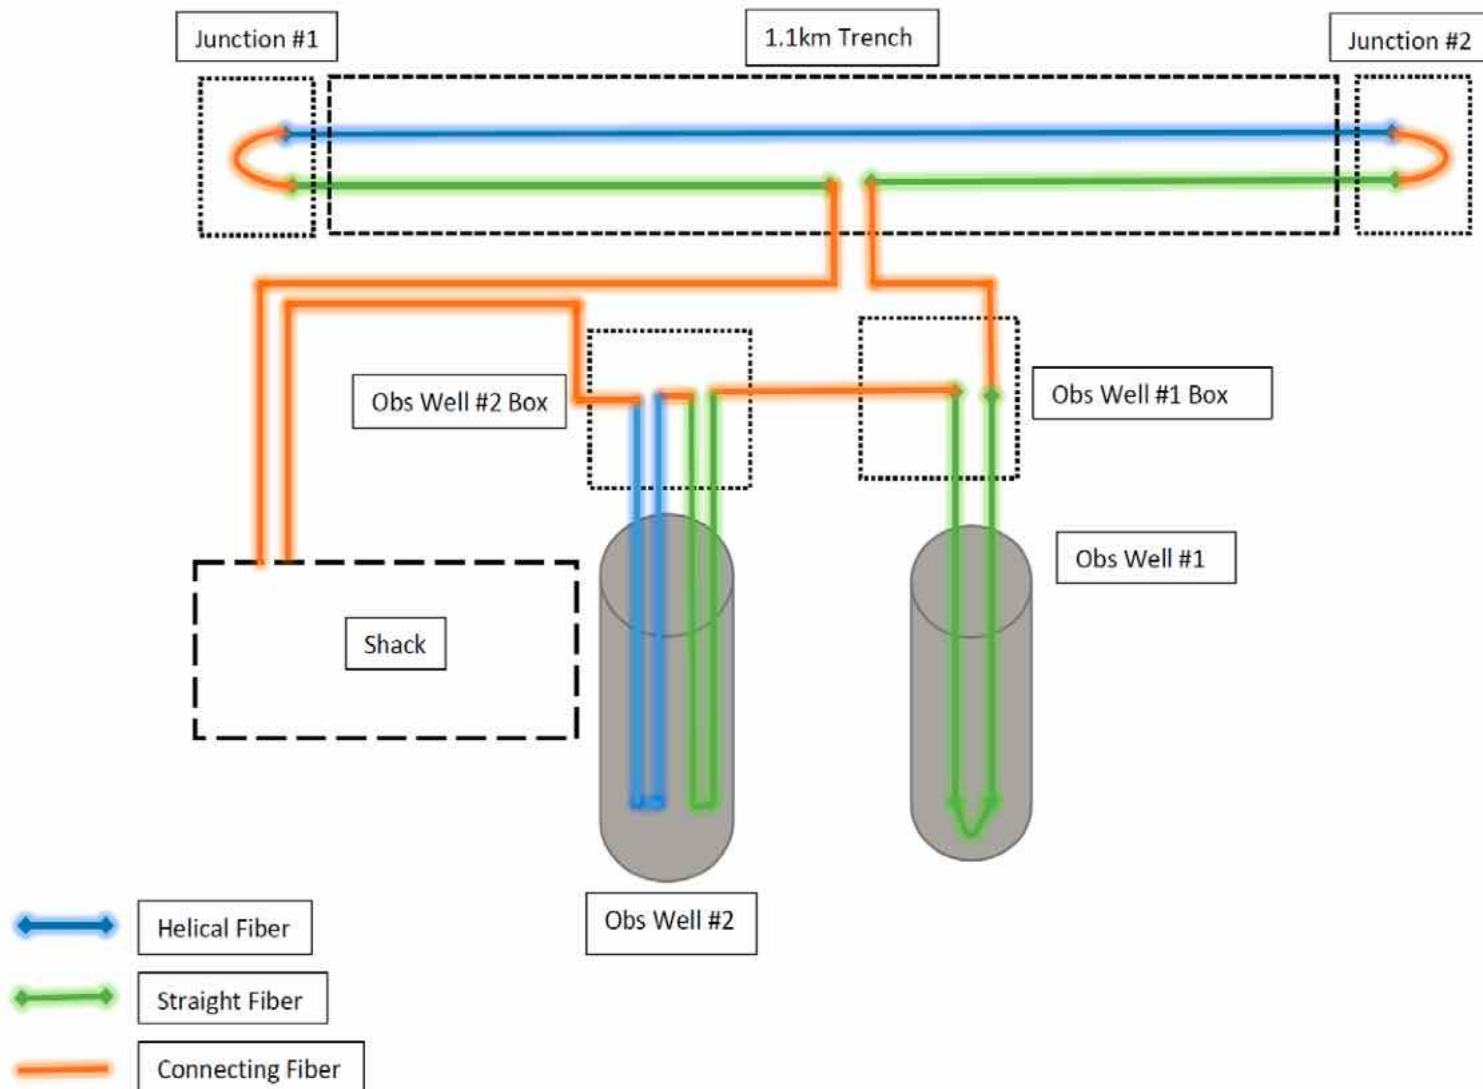 Junction #1
1.1km Trench
Junction #2
Obs Well #2 Box
Obs Well #1 Box
Obs Well #1
Shack
Obs Well #2
Helical Fiber
Straight Fiber
Connecting Fiber